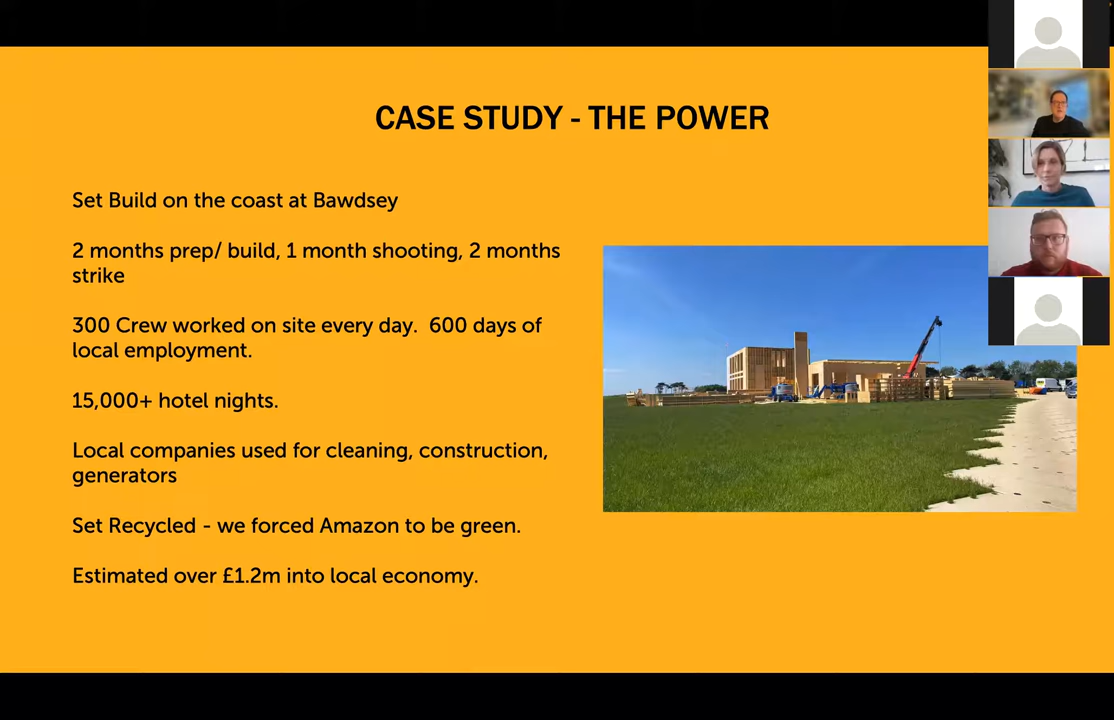 CASE STUDY - THE POWER
Set Build on the coast at Bawdsey
2 months prep/ build, 1 month shooting, 2 months
strike
300 Crew worked on site every day.  600 days of
local employment.
15,000+ hotel nights.
Local companies used for cleaning, construction,
generators
Set Recycled - we forced Amazon to be green.
Estimated over £1.2m into local economy.